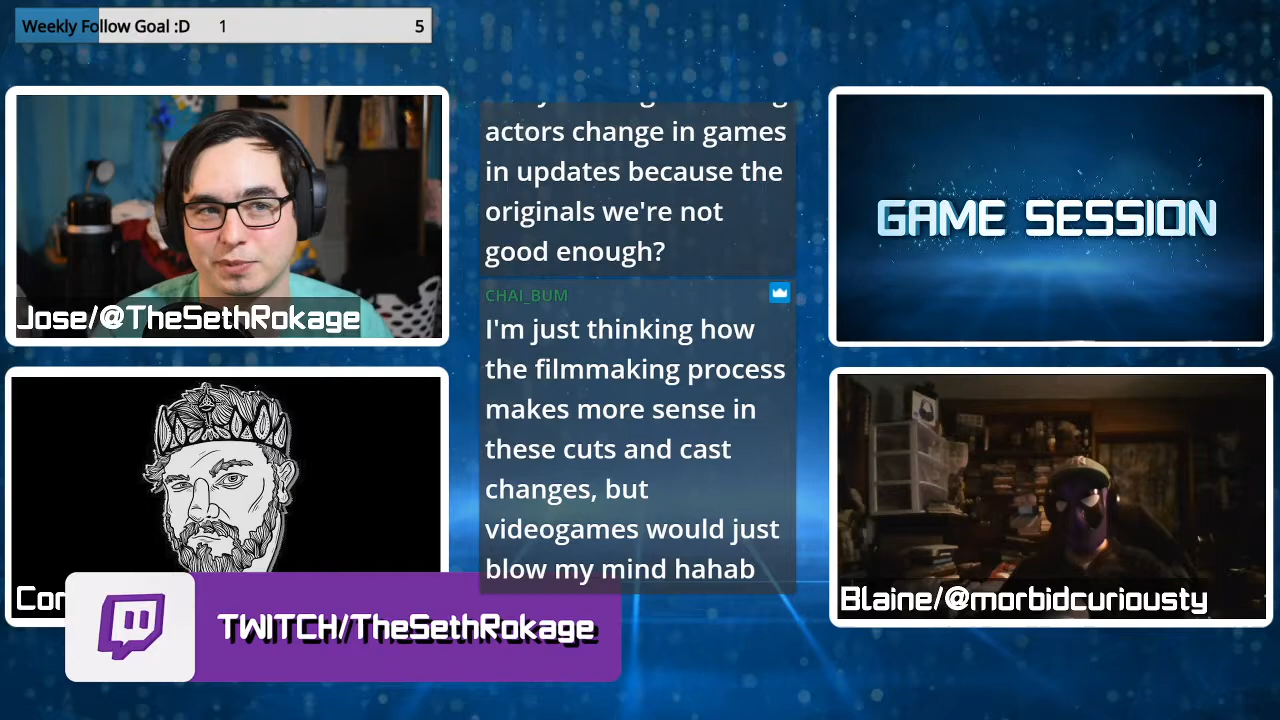 Weekly Follow Goal :D 1 5
Jose/@TheSethRokage
actors change in games
in updates because the
originals we're not
good enough?
CHAI_BUM
I'm just thinking how
the filmmaking process
makes more sense in
these cuts and cast
changes, but
videogames would just
blow my mind hahab
GAME SESSION
Blaine/@morbidcuriousty
TWITCH/TheSethRokage